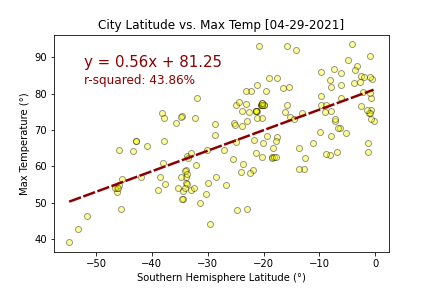 City Latitude vs. Max Temp [04-29-2021]
y = 0.56x + 81.25
r-squared: 43.86%
Max Temperature (°)
90
80
70
60
50
40
−50 −40 −30 −20 −10 0
Southern Hemisphere Latitude (°)